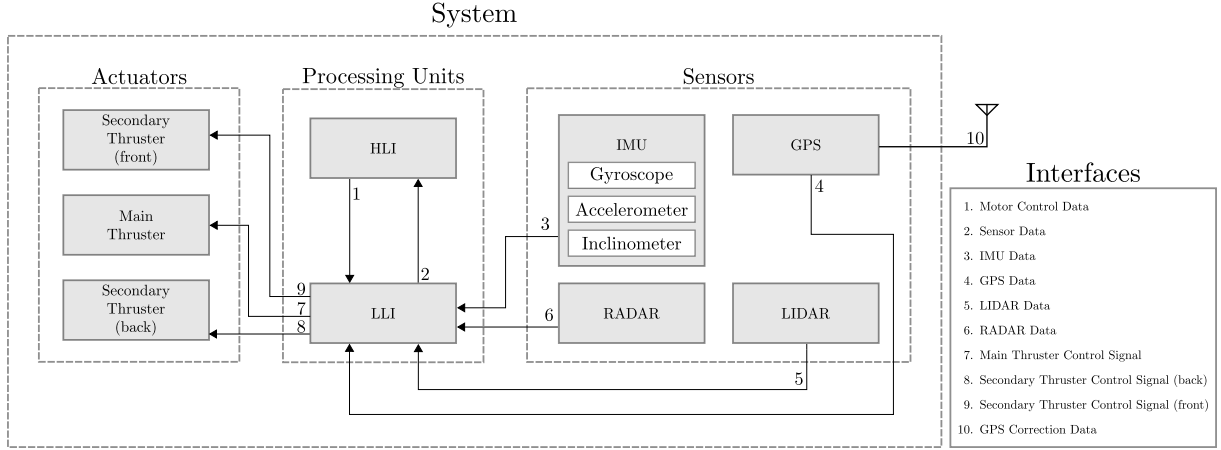 System
Actuators
Secondary
Thruster
(front)
Main
Thruster
Secondary
Thruster
(back)
Processing Units
HLI
1
2
9
7
8
LLI
Sensors
IMU
Gyroscope
Accelerometer
Inclinometer
3
GPS
4
10
6
RADAR
LIDAR
5
Interfaces
1. Motor Control Data
2. Sensor Data
3. IMU Data
4. GPS Data
5. LIDAR Data
6. RADAR Data
7. Main Thruster Control Signal
8. Secondary Thruster Control Signal (back)
9. Secondary Thruster Control Signal (front)
10. GPS Correction Data